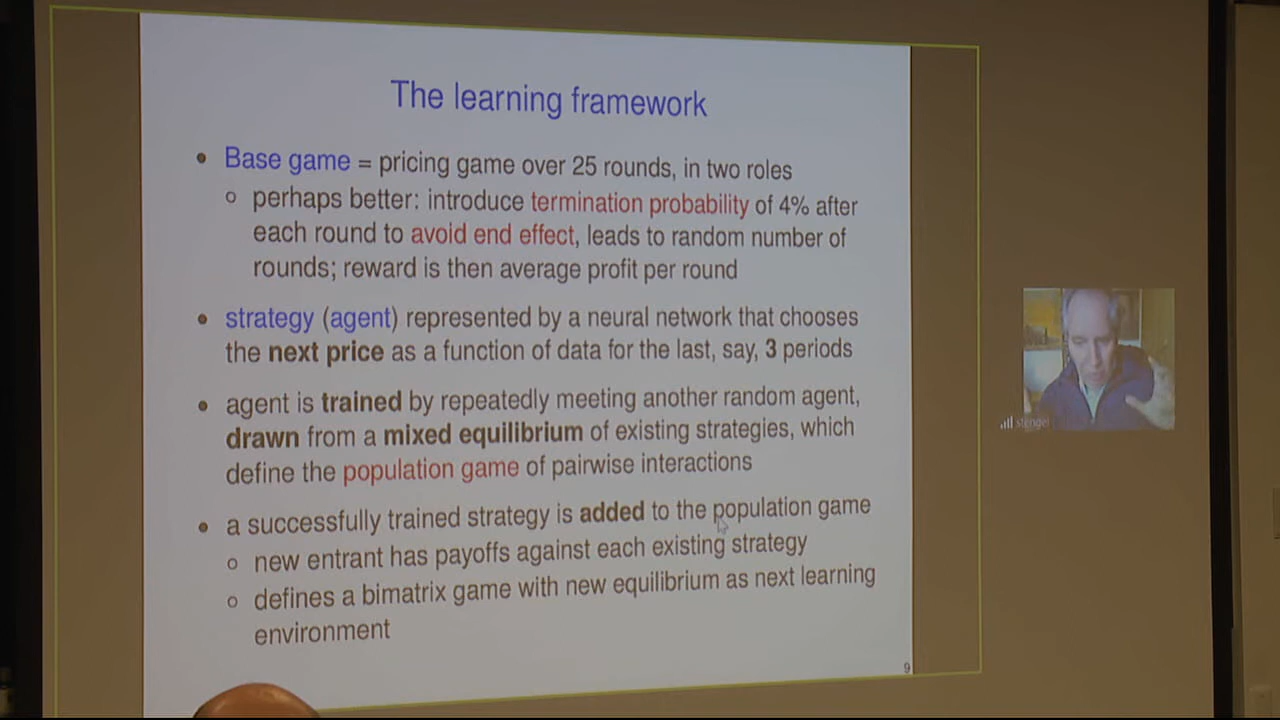 The learning framework
• Base game = pricing game over 25 rounds, in two roles
○ perhaps better: introduce termination probability of 4% after
each round to avoid end effect, leads to random number of
rounds; reward is then average profit per round
• strategy (agent) represented by a neural network that chooses
the next price as a function of data for the last, say, 3 periods
• agent is trained by repeatedly meeting another random agent,
drawn from a mixed equilibrium of existing strategies, which
define the population game of pairwise interactions
• a successfully trained strategy is added to the population game
○ new entrant has payoffs against each existing strategy
○ defines a bimatrix game with new equilibrium as next learning
environment
9
stengel